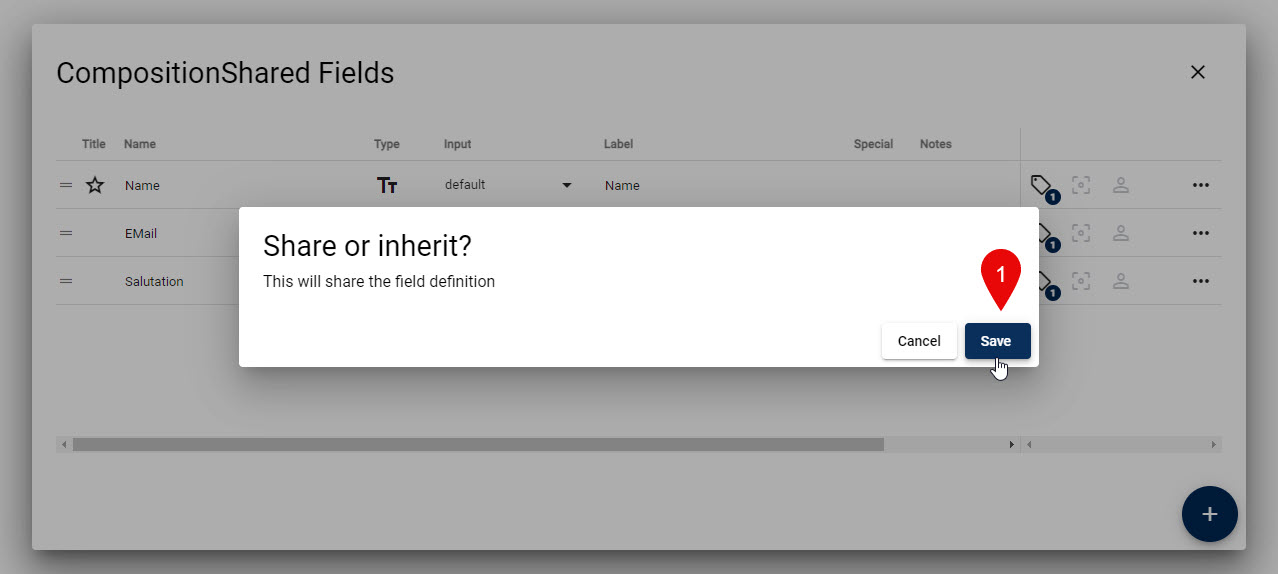 CompositionShared Fields
Title Name Type Input Label Special Notes
Name Tт default Name 1
EMail 1
Salutation 1
Share or inherit?
This will share the field definition
1
Cancel Save
+